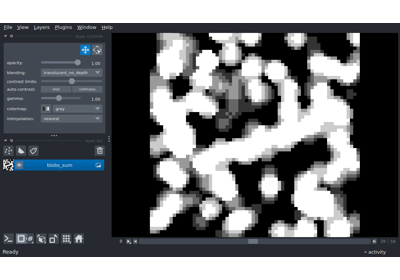 File View Layers Plugins Window Help
opacity: 1.00
blending: translucent_no_depth
contrast limits:
auto-contrast: once continuous
gamma: 1.00
colormap: gray
interpolation: nearest
blobs_sum
Ready
activity